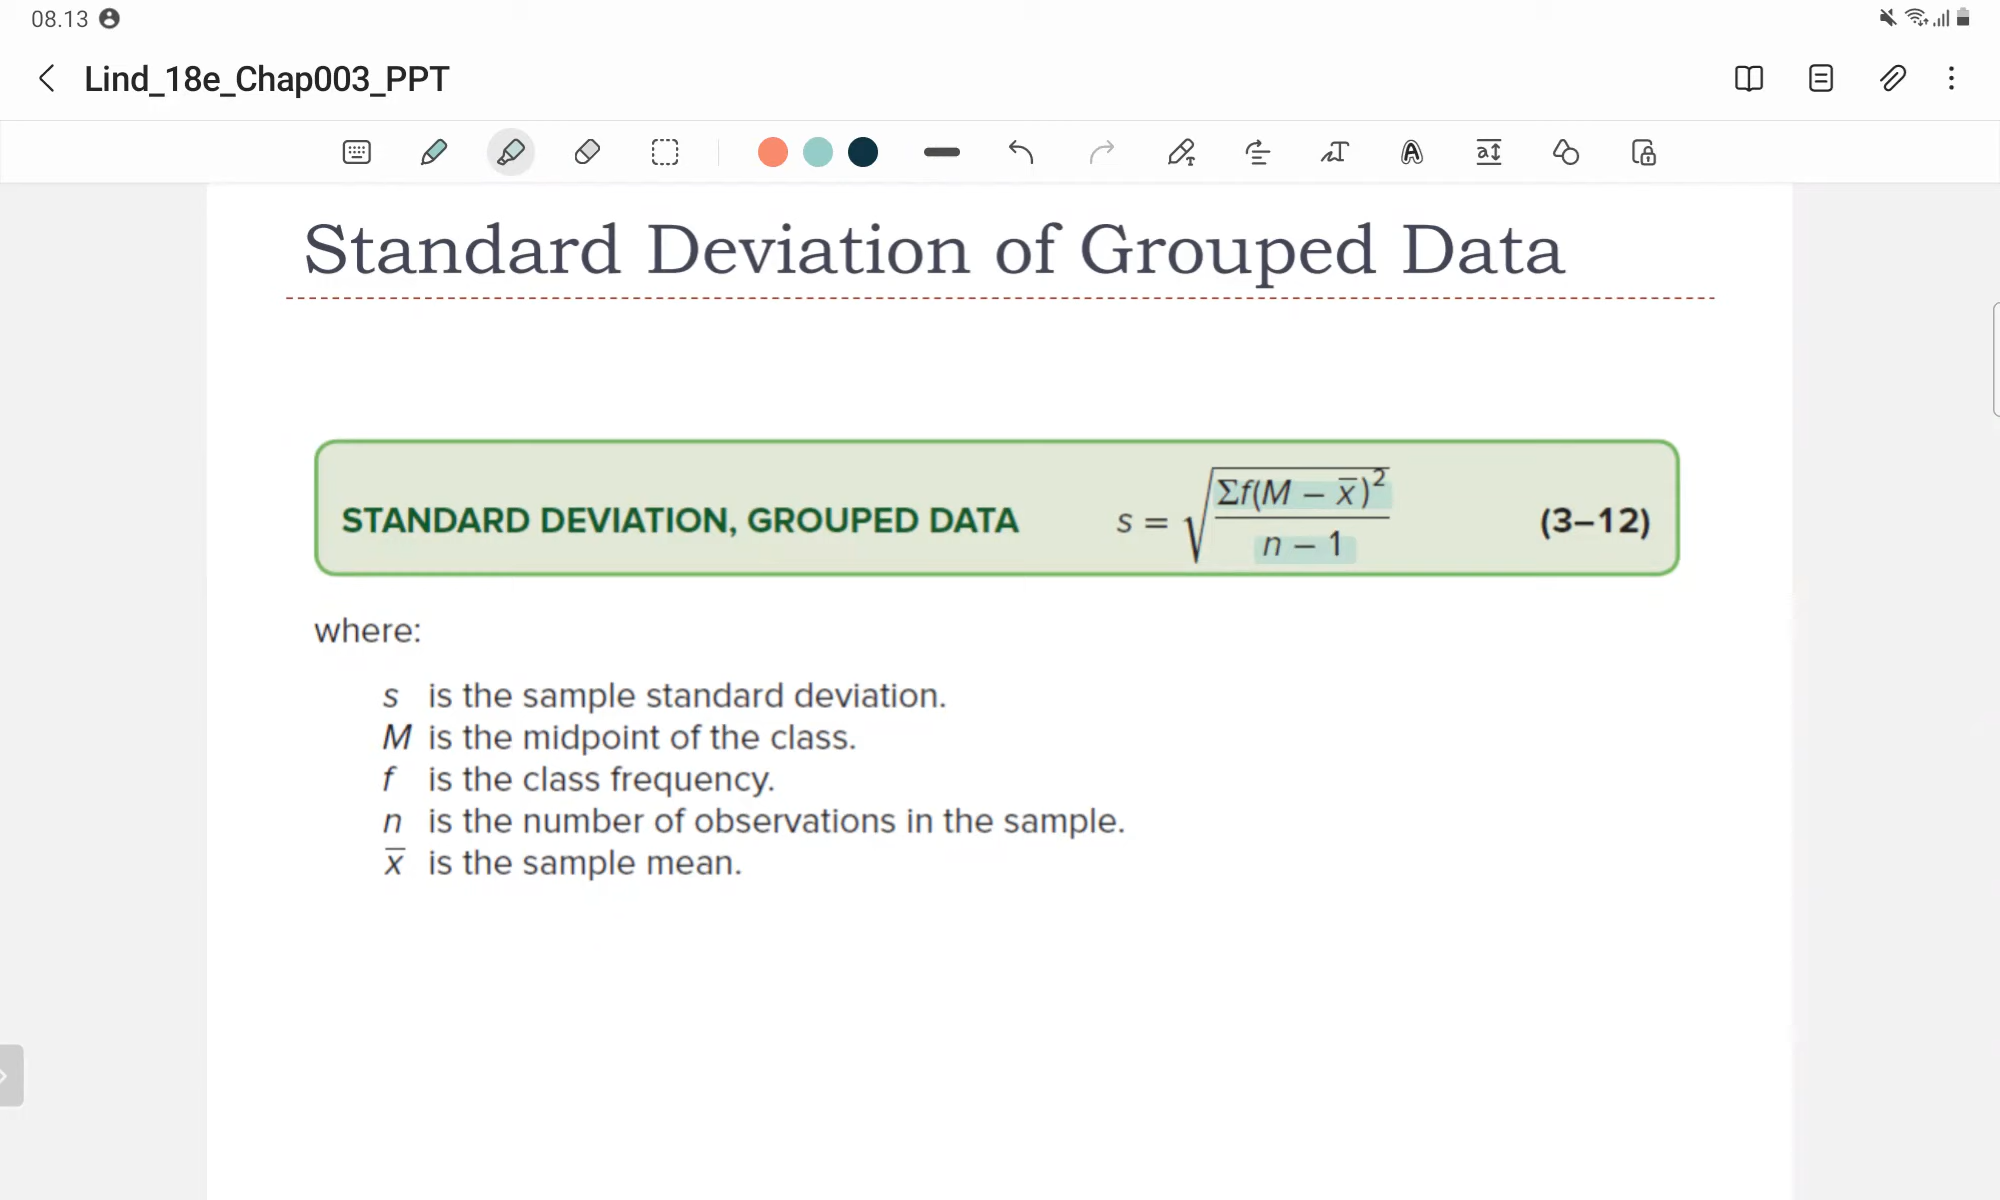 08.13
Lind_18e_Chap003_PPT
Standard Deviation of Grouped Data
STANDARD DEVIATION, GROUPED DATA s = √(Σf(M − x̄)² / (n − 1)) (3–12)
where:
s is the sample standard deviation.
M is the midpoint of the class.
f is the class frequency.
n is the number of observations in the sample.
x̄ is the sample mean.